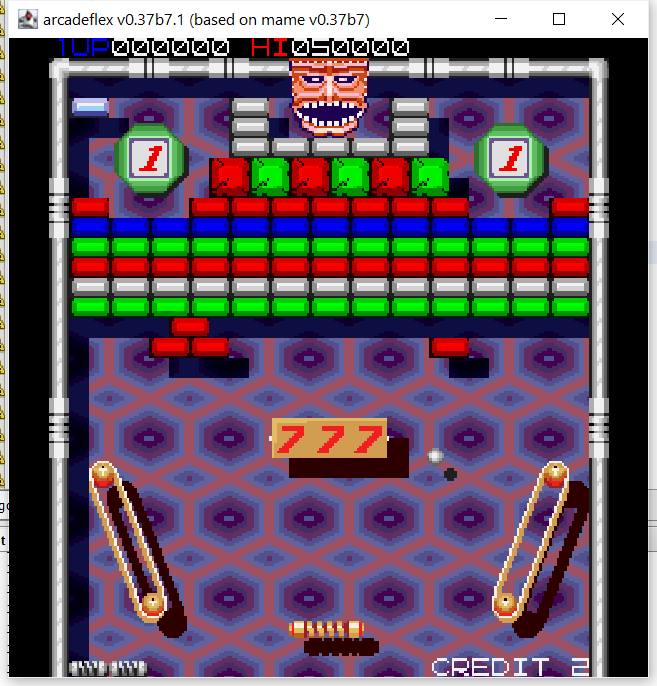 arcadeflex v0.37b7.1 (based on mame v0.37b7)
1UP000000 HI050000
1 1
777
CREDIT 2